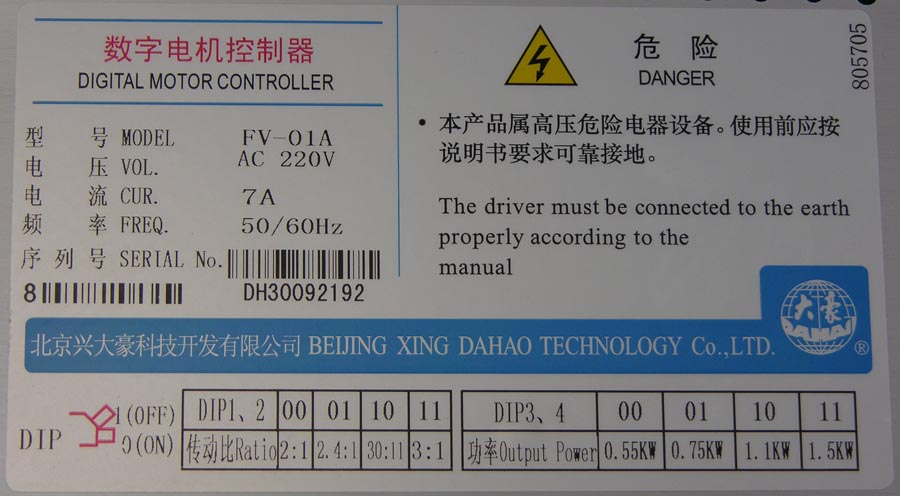 数字电机控制器
DIGITAL MOTOR CONTROLLER
型 号 MODEL FV-01A
电 压 VOL. AC 220V
电 流 CUR. 7A
频 率 FREQ. 50/60Hz
序 列 号 SERIAL No.
DH30092192
8
危 险
DANGER
805705
• 本产品属高压危险电器设备。使用前应按
说明书要求可靠接地。
The driver must be connected to the earth
properly according to the
manual
大豪
DAHAO
®
北京兴大豪科技开发有限公司 BEIJING XING DAHAO TECHNOLOGY Co.,LTD.
DIP
1(OFF)
0(ON)
DIP1、2 00 01 10 11
传动比Ratio 2:1 2.4:1 30:11 3:1
DIP3、4 00 01 10 11
功率Output Power 0.55KW 0.75KW 1.1KW 1.5KW